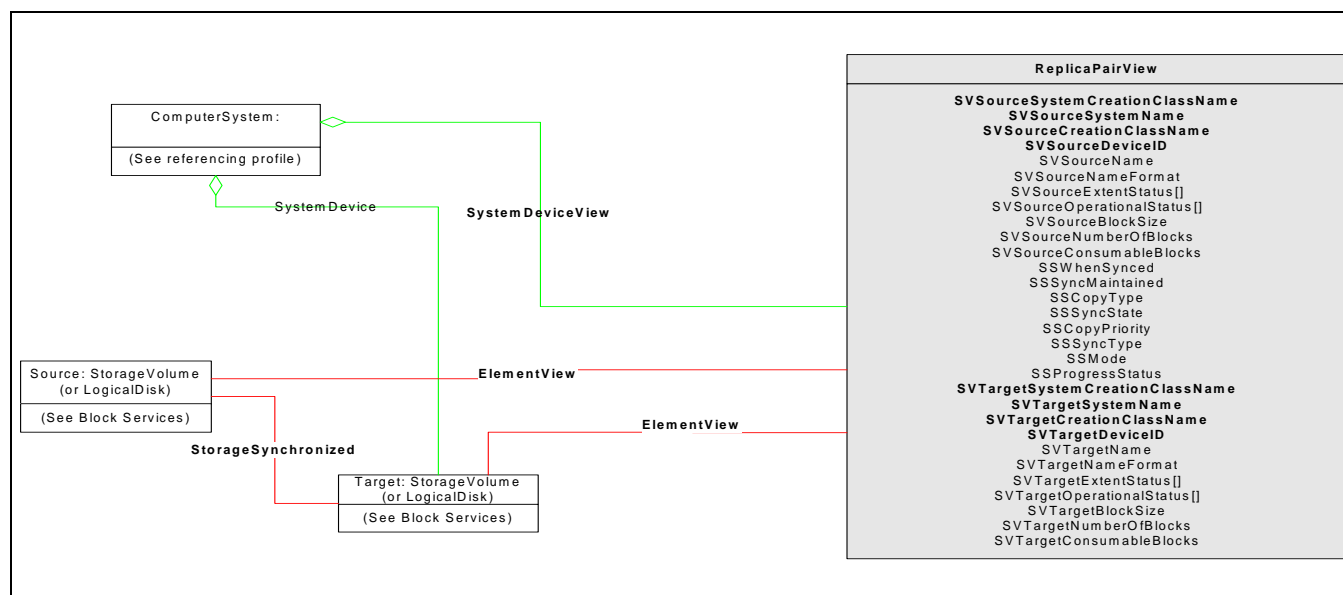 ReplicaPairView
ComputerSystem:
(See referencing profile)
SystemDevice
SystemDeviceView
Source: StorageVolume
(or LogicalDisk)
(See Block Services)
ElementView
StorageSynchronized
ElementView
Target: StorageVolume
(or LogicalDisk)
(See Block Services)
SVSourceSystemCreationClassName
SVSourceSystemName
SVSourceCreationClassName
SVSourceDeviceID
SVSourceName
SVSourceNameFormat
SVSourceExtentStatus[]
SVSourceOperationalStatus[]
SVSourceBlockSize
SVSourceNumberOfBlocks
SVSourceConsumableBlocks
SSWhenSynced
SSSyncMaintained
SSCopyType
SSSyncState
SSCopyPriority
SSSyncType
SSMode
SSProgressStatus
SVTargetSystemCreationClassName
SVTargetSystemName
SVTargetCreationClassName
SVTargetDeviceID
SVTargetName
SVTargetNameFormat
SVTargetExtentStatus[]
SVTargetOperationalStatus[]
SVTargetBlockSize
SVTargetNumberOfBlocks
SVTargetConsumableBlocks